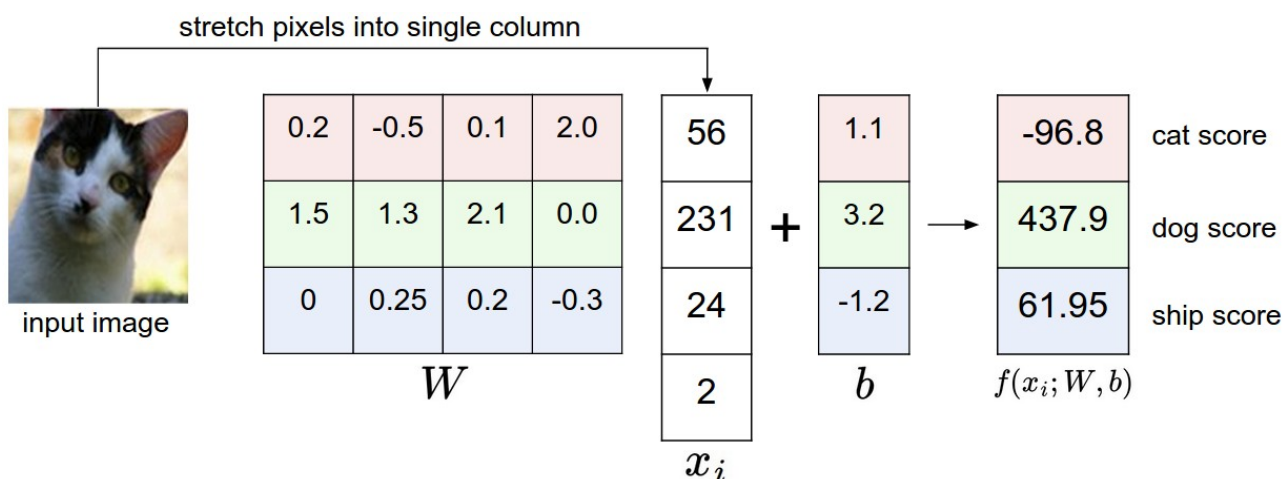 stretch pixels into single column
0.2 -0.5 0.1 2.0 56 1.1 -96.8 cat score
1.5 1.3 2.1 0.0 231 + 3.2 437.9 dog score
0 0.25 0.2 -0.3 24 -1.2 61.95 ship score
input image
2
W b f(x_i; W, b)
x_i